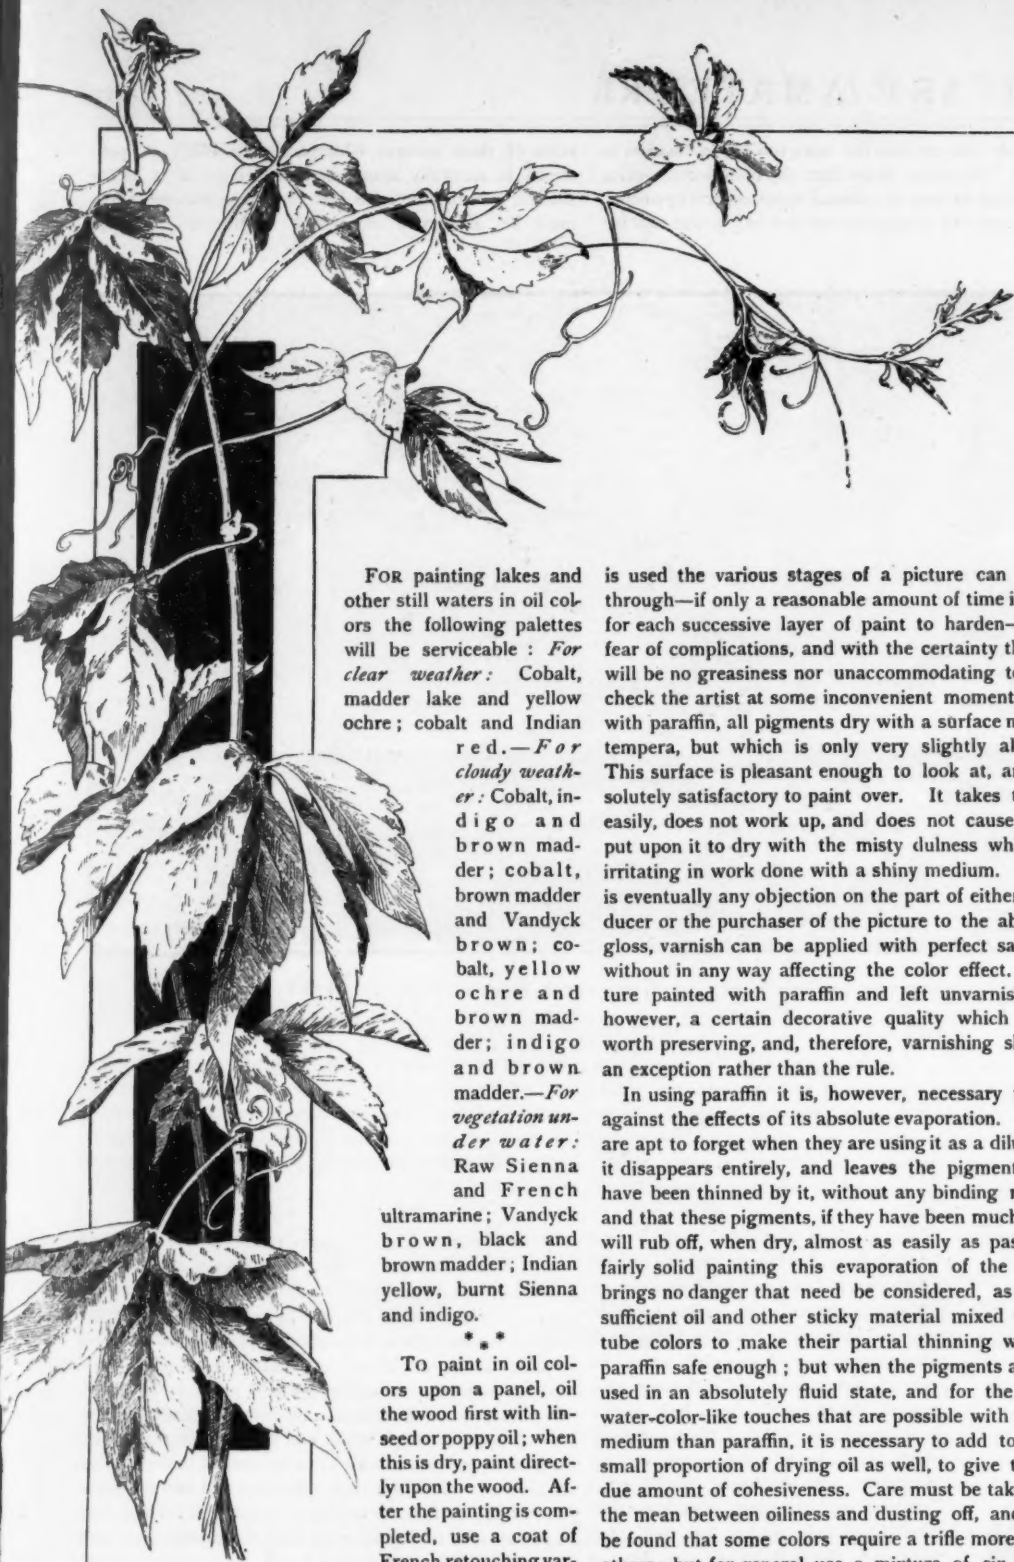 FOR painting lakes and
other still waters in oil col-
ors the following palettes
will be serviceable : For
clear weather: Cobalt,
madder lake and yellow
ochre ; cobalt and Indian
red.—For
cloudy weath-
er: Cobalt, in-
digo and
brown mad-
der; cobalt,
brown madder
and Vandyck
brown; co-
balt, yellow
ochre and
brown mad-
der; indigo
and brown
madder.—For
vegetation un-
der water:
Raw Sienna
and French
ultramarine; Vandyck
brown, black and
brown madder ; Indian
yellow, burnt Sienna
and indigo.
***
TO paint in oil col-
ors upon a panel, oil
the wood first with lin-
seed or poppy oil ; when
this is dry, paint direct-
ly upon the wood. Af-
ter the painting is com-
pleted, use a coat of
French retouching var-
is used the various stages of a picture can
through—if only a reasonable amount of time
for each successive layer of paint to harden—
fear of complications, and with the certainty
will be no greasiness nor unaccommodating
check the artist at some inconvenient moment
with paraffin, all pigments dry with a surface
tempera, but which is only very slightly
This surface is pleasant enough to look at,
solutely satisfactory to paint over. It takes
easily, does not work up, and does not cause
put upon it to dry with the misty dulness
irritating in work done with a shiny medium.
is eventually any objection on the part of
ducer or the purchaser of the picture to the
gloss, varnish can be applied with perfect
without in any way affecting the color effect.
ture painted with paraffin and left
however, a certain decorative quality which
worth preserving, and, therefore, varnishing
an exception rather than the rule.
In using paraffin it is, however, necessary
against the effects of its absolute evaporation.
are apt to forget when they are using it as a
it disappears entirely, and leaves the
have been thinned by it, without any binding
and that these pigments, if they have been much
will rub off, when dry, almost as easily as
fairly solid painting this evaporation of the
brings no danger that need be considered, as
sufficient oil and other sticky material mixed
tube colors to make their partial thinning
paraffin safe enough ; but when the pigments
used in an absolutely fluid state, and for the
water-color-like touches that are possible with
medium than paraffin, it is necessary to add
small proportion of drying oil as well, to give
due amount of cohesiveness. Care must be
the mean between oiliness and dusting off,
be found that some colors require a trifle more